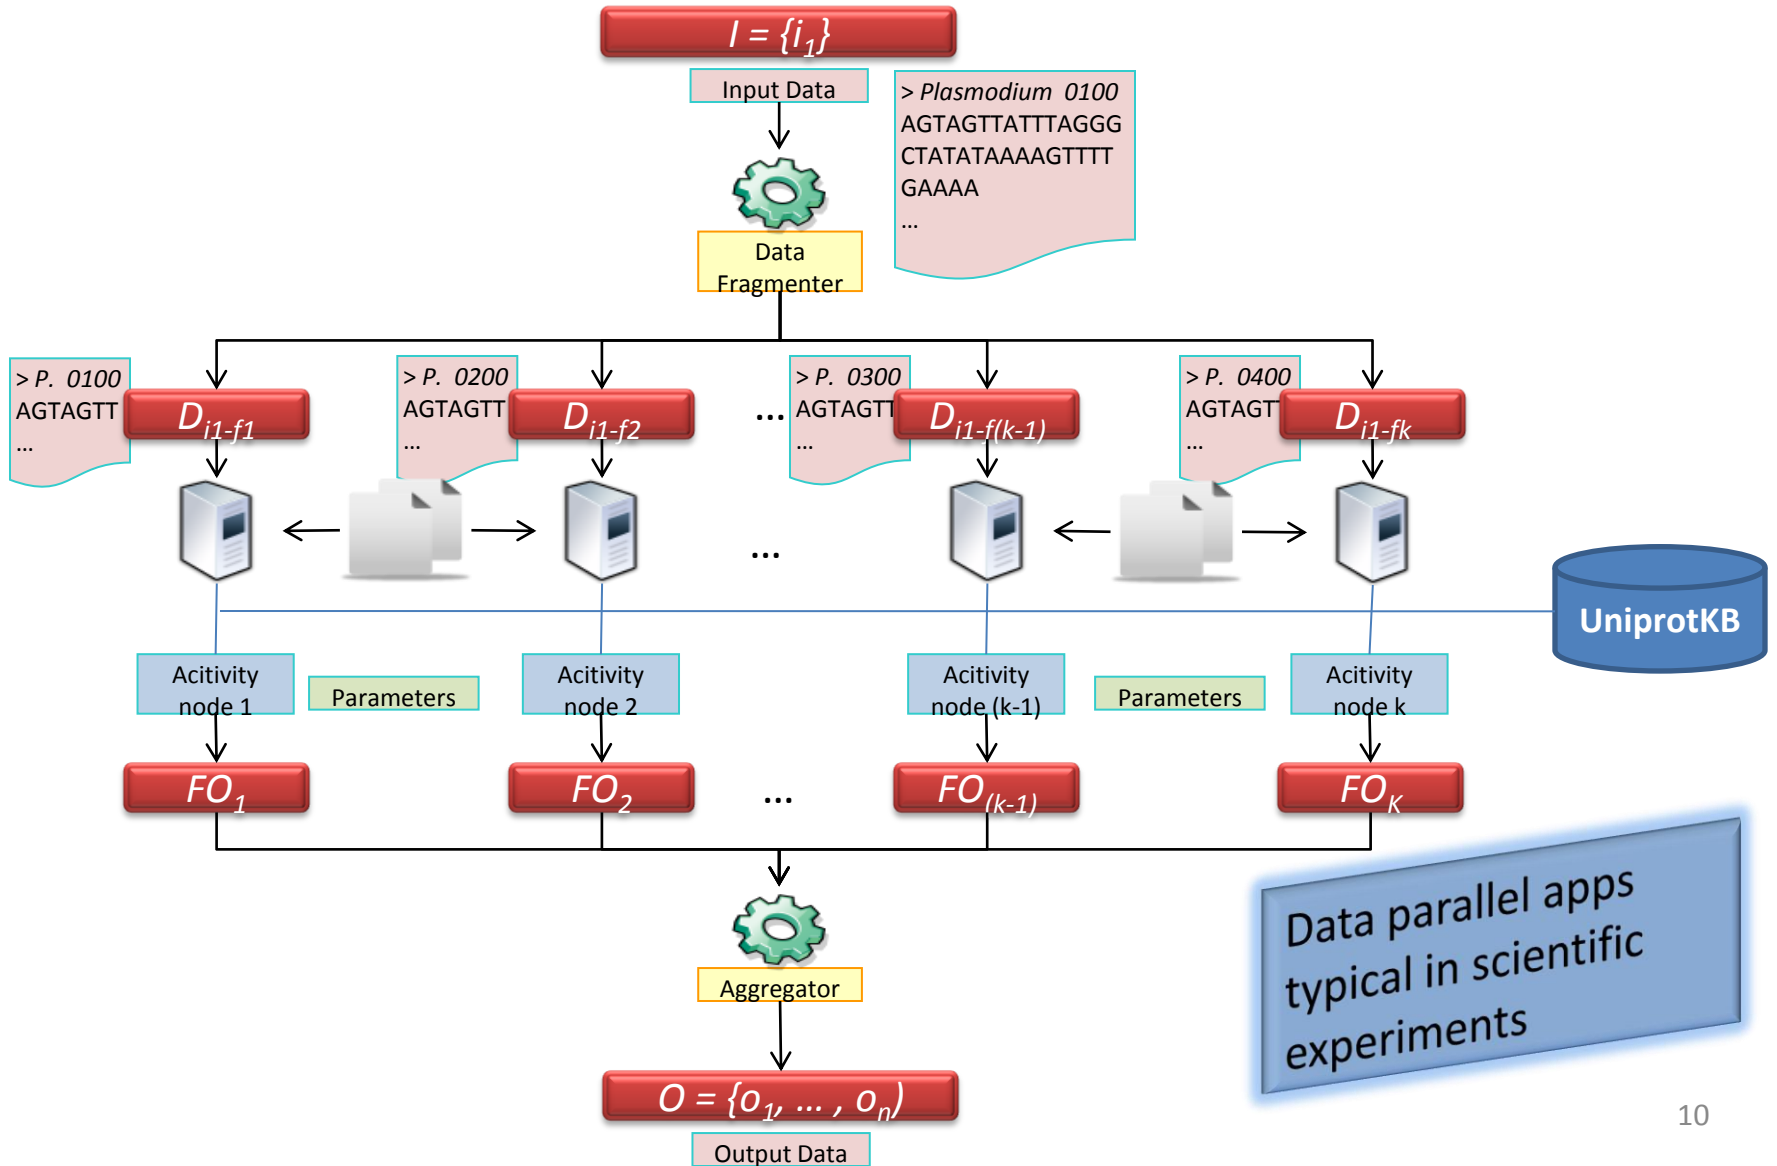 I = {i1}
Input Data
> Plasmodium 0100
AGTAGTTATTTAGGG
CTATATAAAAGTTTT
GAAAA
...
Data
Fragmenter
> P. 0100
AGTAGTT
...
Di1-f1
> P. 0200
AGTAGTT
...
Di1-f2
...
> P. 0300
AGTAGTT
...
Di1-f(k-1)
> P. 0400
AGTAGTT
...
Di1-fk
...
UniprotKB
Acitivity
node 1
Parameters
Acitivity
node 2
Acitivity
node (k-1)
Parameters
Acitivity
node k
FO1
FO2
...
FO(k-1)
FOK
Aggregator
Data parallel apps
typical in scientific
experiments
O = {o1, ... , on)
Output Data
10